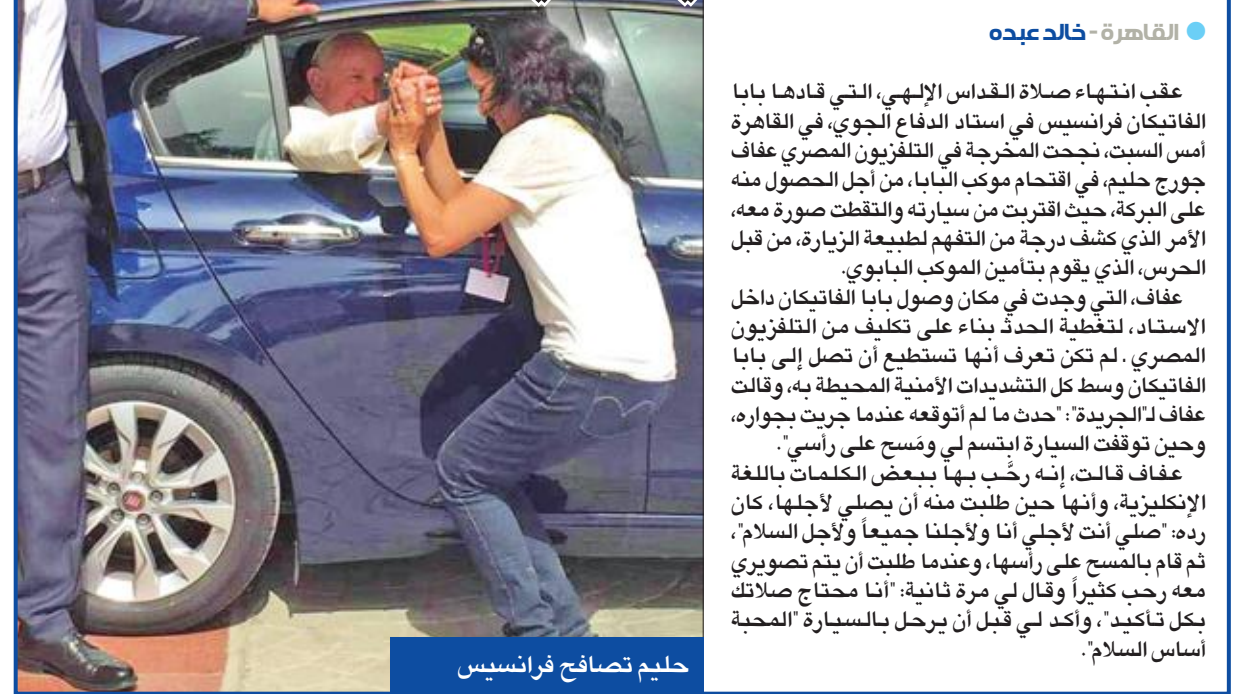 القاهرة - خالد عبده
عقب انتهاء صلاة القداس الإلهي، التي قادها بابا
الفاتيكان فرانسيس في استاد الدفاع الجوي، في القاهرة
أمس السبت، نجحت المخرجة في التلفزيون المصري عفاف
جورج حليم، في اقتحام موكب البابا، من أجل الحصول منه
على البركة، حيث اقتربت من سيارته والتقطت صورة معه،
الأمر الذي كشف درجة من التفهم لطبيعة الزيارة، من قبل
الحرس، الذي يقوم بتأمين الموكب البابوي.
عفاف، التي وجدت في مكان وصول بابا الفاتيكان داخل
الاستاد، لتغطية الحدث بناء على تكليف من التلفزيون
المصري . لم تكن تعرف أنها تستطيع أن تصل إلى بابا
الفاتيكان وسط كل التشديدات الأمنية المحيطة به، وقالت
عفاف لـ"الجريدة": "حدث ما لم أتوقعه عندما جريت بجواره،
وحين توقفت السيارة ابتسم لي ومَسح على رأسي".
عفاف قالت، إنه رحَّب بها ببعض الكلمات باللغة
الإنكليزية، وأنها حين طلبت منه أن يصلي لأجلها، كان
رده: "صلي أنت لأجلي أنا ولأجلنا جميعاً ولأجل السلام"،
ثم قام بالمسح على رأسها، وعندما طلبت أن يتم تصويري
معه رحب كثيراً وقال لي مرة ثانية: "أنا محتاج صلاتك
بكل تأكيد"، وأكد لي قبل أن يرحل بالسيارة "المحبة
أساس السلام".
حليم تصافح فرانسيس